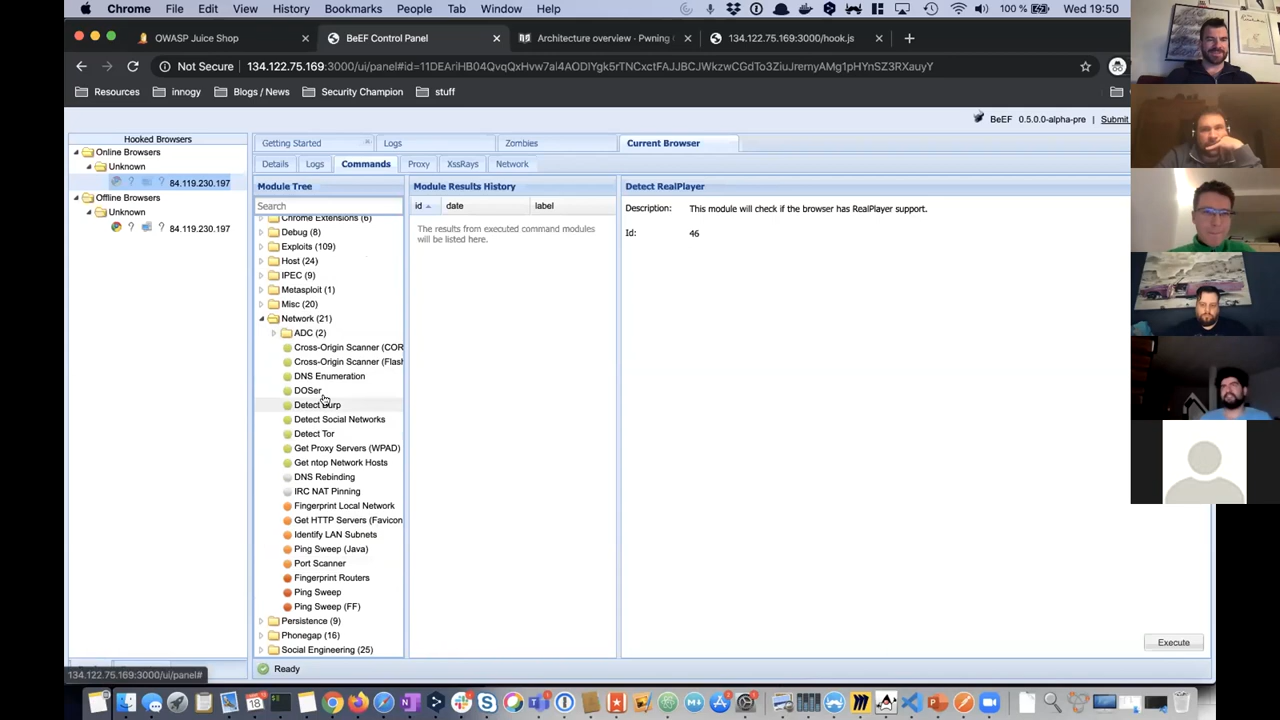 Chrome File Edit View History Bookmarks People Tab Window Help 100 % Wed 19:50
OWASP Juice Shop × BeEF Control Panel × Architecture overview - Pwning × 134.122.75.169:3000/hook.js × +
Not Secure 134.122.75.169:3000/ui/panel#id=
Resources innogy Blogs / News Security Champion stuff
BeEF 0.5.0.0-alpha-pre | Submit
Hooked Browsers
Online Browsers
Unknown
84.119.230.197
Offline Browsers
Unknown
84.119.230.197
Getting Started Logs Zombies Current Browser
Details Logs Commands Proxy XssRays Network
Module Tree
Search
Chrome Extensions (6)
Debug (8)
Exploits (109)
Host (24)
IPEC (9)
Metasploit (1)
Misc (20)
Network (21)
ADC (2)
Cross-Origin Scanner (COR
Cross-Origin Scanner (Flash
DNS Enumeration
DOSer
Detect Burp
Detect Social Networks
Detect Tor
Get Proxy Servers (WPAD)
Get ntop Network Hosts
DNS Rebinding
IRC NAT Pinning
Fingerprint Local Network
Get HTTP Servers (Favicon
Identify LAN Subnets
Ping Sweep (Java)
Port Scanner
Fingerprint Routers
Ping Sweep
Ping Sweep (FF)
Persistence (9)
Phonegap (16)
Social Engineering (25)
Module Results History
id date label
The results from executed command modules
will be listed here.
Detect RealPlayer
Description: This module will check if the browser has RealPlayer support.
Id: 46
Execute
Ready
134.122.75.169:3000/ui/panel#